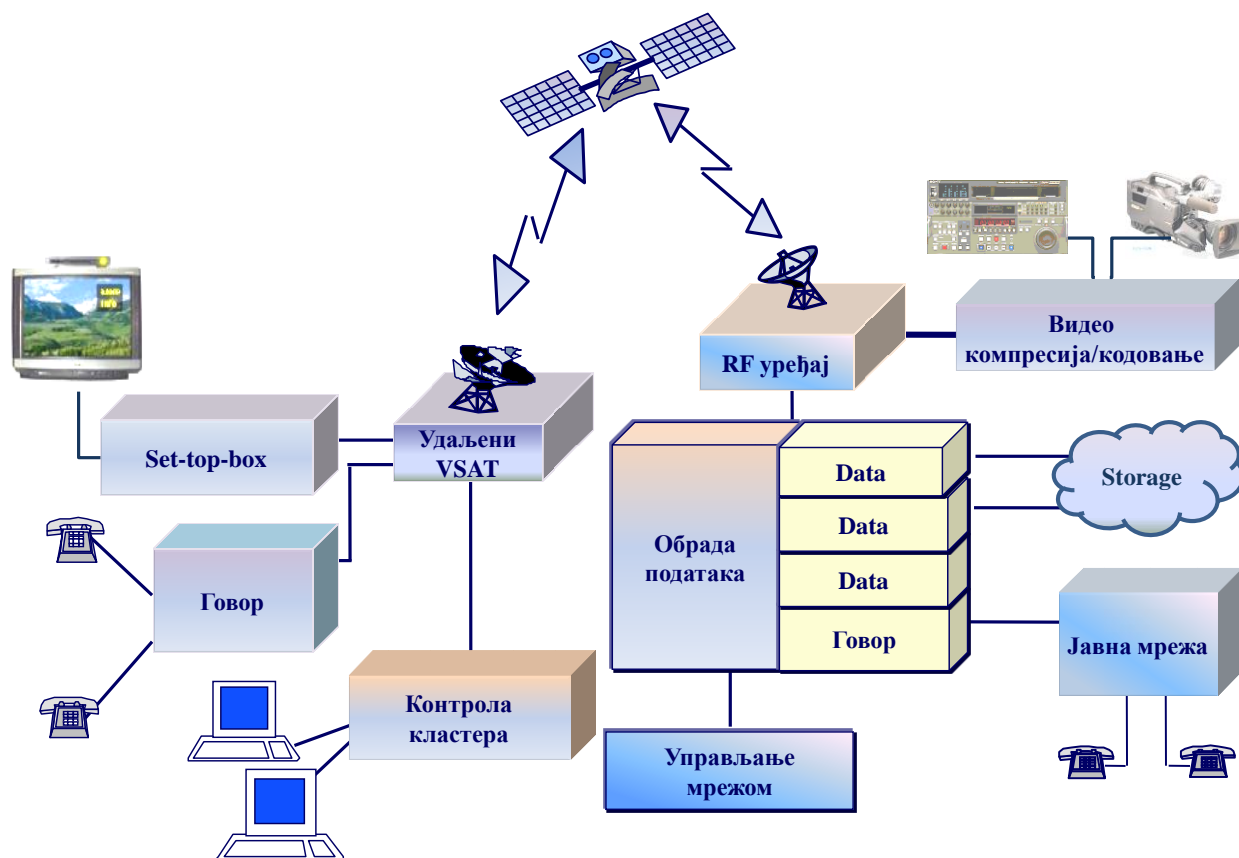 Видео
компресија/кодовање
RF уређај
Удаљени
VSAT
Set-top-box
Data
Storage
Data
Обрада
података
Data
Говор
Говор
Јавна мрежа
Контрола
кластера
Управљање
мрежом